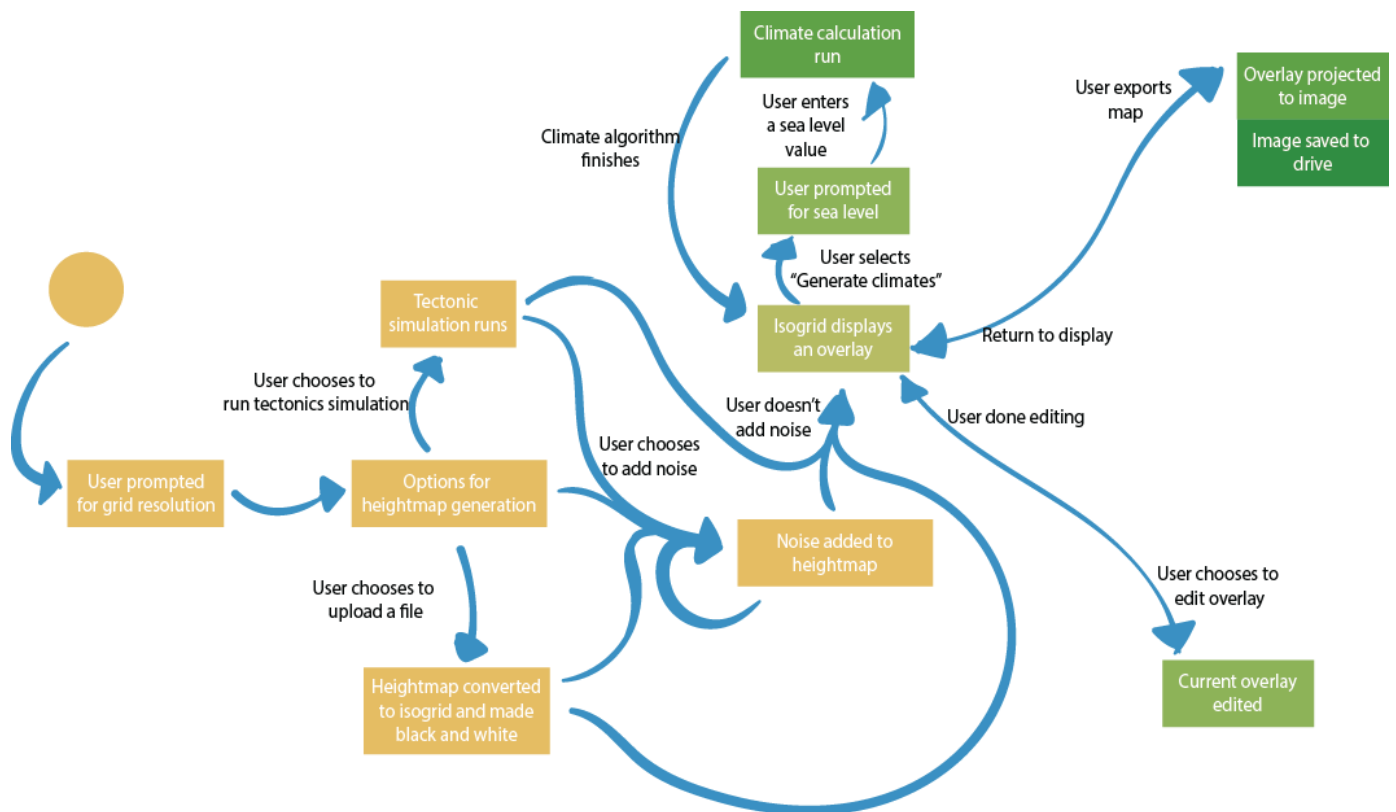 Climate calculation
run
User enters
a sea level
value
Climate algorithm
finishes
User prompted
for sea level
User selects
“Generate climates”
User exports
map
Overlay projected
to image
Image saved to
drive
Tectonic
simulation runs
Isogrid displays
an overlay
Return to display
User chooses to
run tectonics simulation
User doesn’t
add noise
User done editing
User chooses
to add noise
User prompted
for grid resolution
Options for
heightmap generation
Noise added to
heightmap
User chooses to
upload a file
User chooses to
edit overlay
Heightmap converted
to isogrid and made
black and white
Current overlay
edited